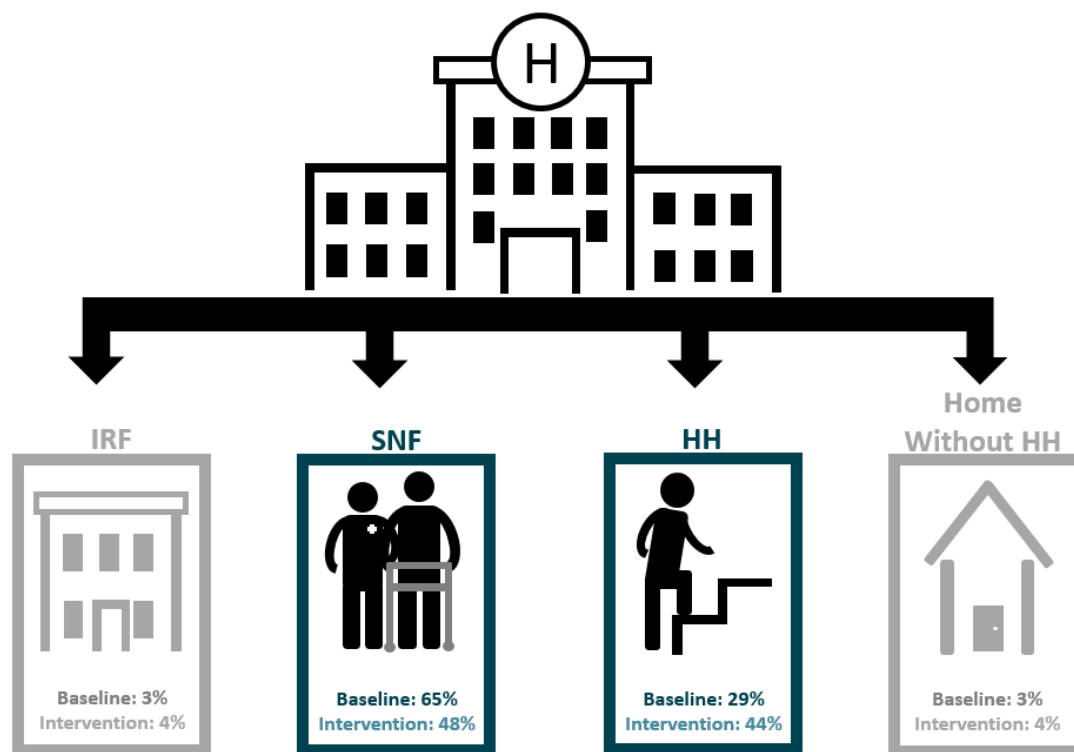 H
IRF
SNF
HH
Home
Without HH
Baseline: 3%
Intervention: 4%
Baseline: 65%
Intervention: 48%
Baseline: 29%
Intervention: 44%
Baseline: 3%
Intervention: 4%